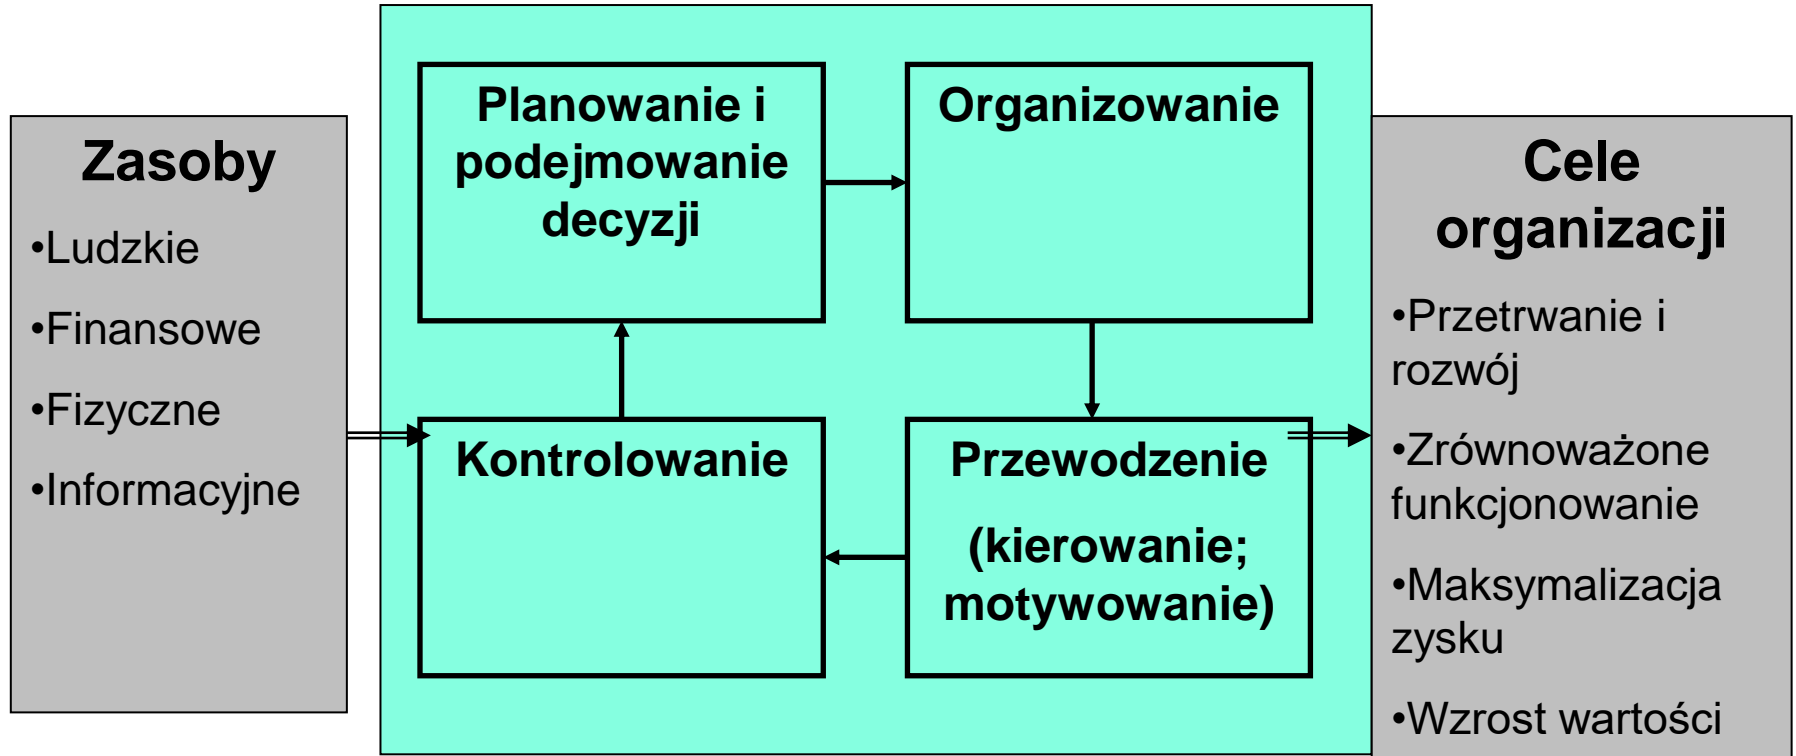 Zasoby
•Ludzkie
•Finansowe
•Fizyczne
•Informacyjne
Planowanie i
podejmowanie
decyzji
Organizowanie
Kontrolowanie
Przewodzenie
(kierowanie;
motywowanie)
Cele
organizacji
•Przetrwanie i
rozwój
•Zrównoważone
funkcjonowanie
•Maksymalizacja
zysku
•Wzrost wartości